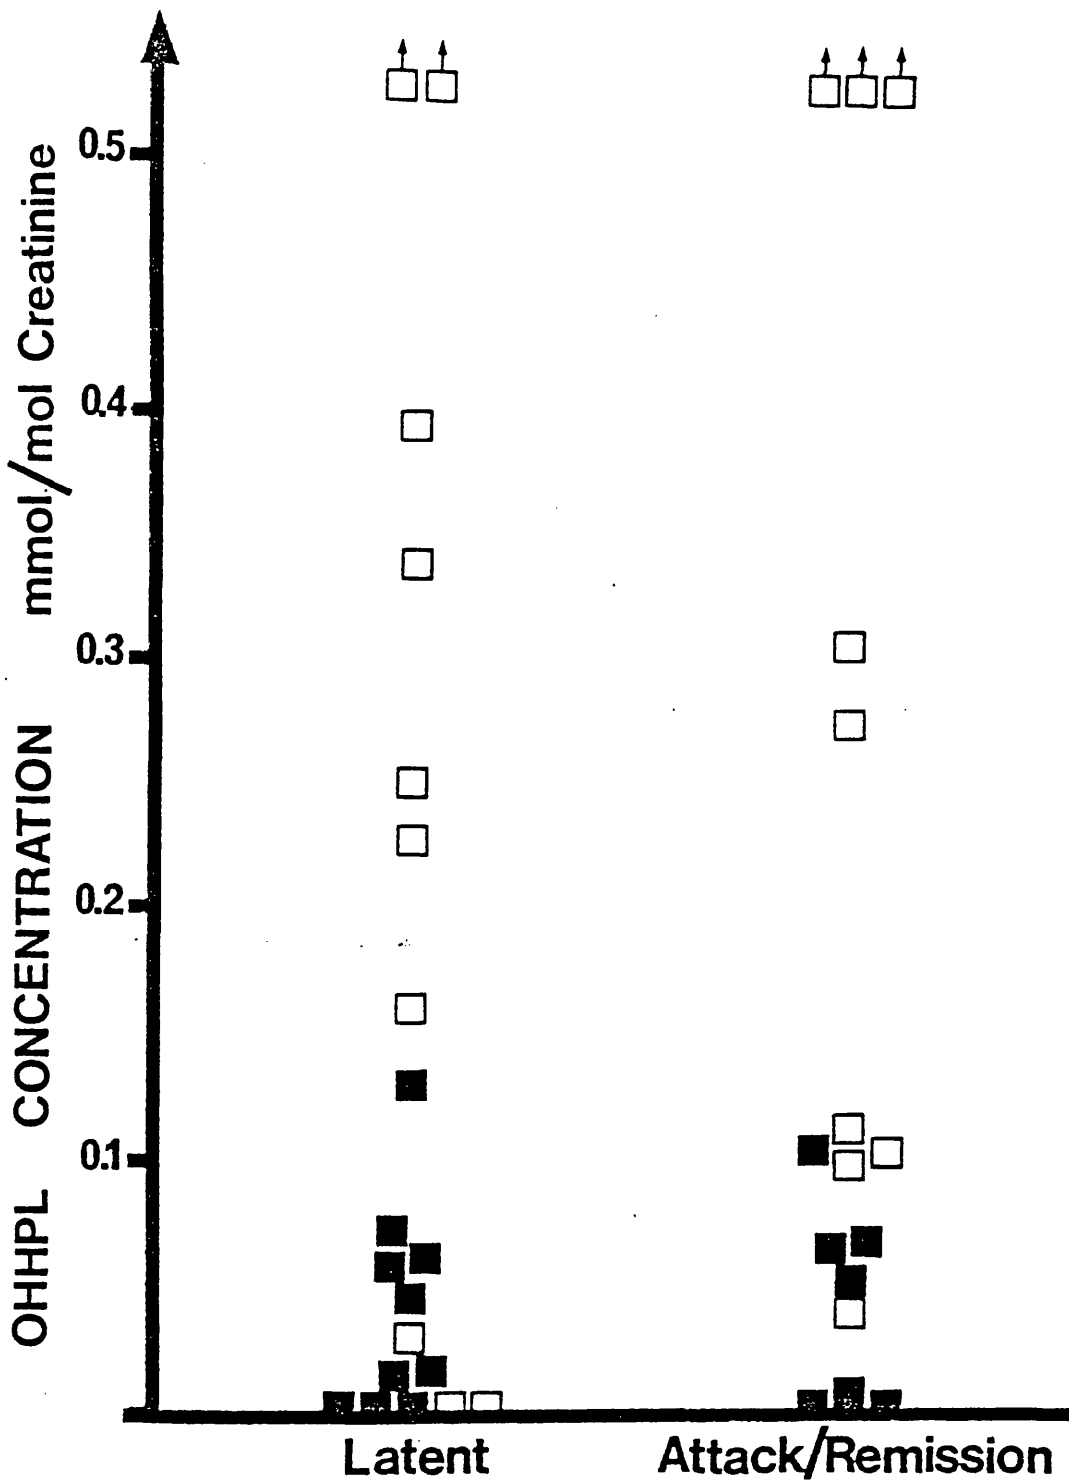 OHHPL CONCENTRATION mmol/mol Creatinine
0.5
0.4
0.3
0.2
0.1
Latent
Attack/Remission